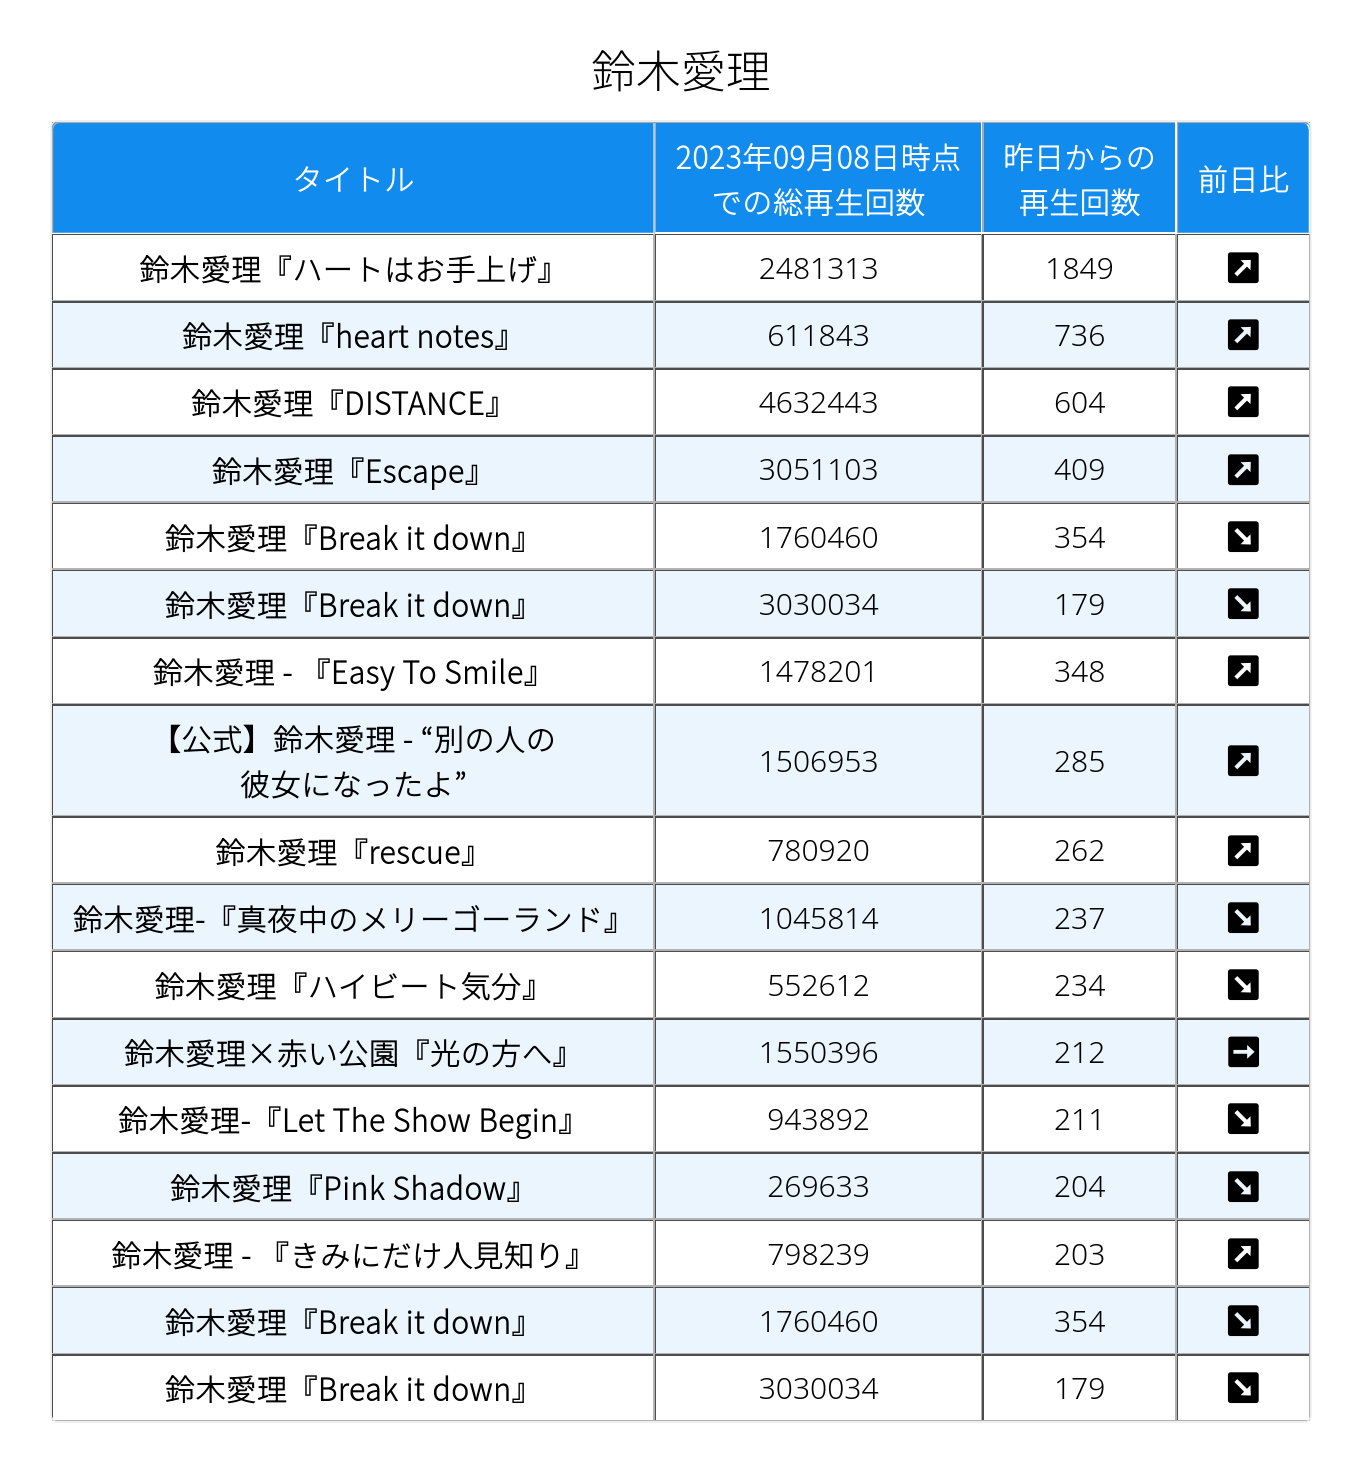 鈴木愛理
タイトル 2023年09月08日時点 昨日からの 前日比
での総再生回数 再生回数
鈴木愛理『ハートはお手上げ』 2481313 1849
鈴木愛理『heart notes』 611843 736
鈴木愛理『DISTANCE』 4632443 604
鈴木愛理『Escape』 3051103 409
鈴木愛理『Break it down』 1760460 354
鈴木愛理『Break it down』 3030034 179
鈴木愛理 - 『Easy To Smile』 1478201 348
【公式】鈴木愛理 - “別の人の
彼女になったよ” 1506953 285
鈴木愛理『rescue』 780920 262
鈴木愛理-『真夜中のメリーゴーランド』 1045814 237
鈴木愛理『ハイビート気分』 552612 234
鈴木愛理×赤い公園『光の方へ』 1550396 212
鈴木愛理-『Let The Show Begin』 943892 211
鈴木愛理『Pink Shadow』 269633 204
鈴木愛理 - 『きみにだけ人見知り』 798239 203
鈴木愛理『Break it down』 1760460 354
鈴木愛理『Break it down』 3030034 179